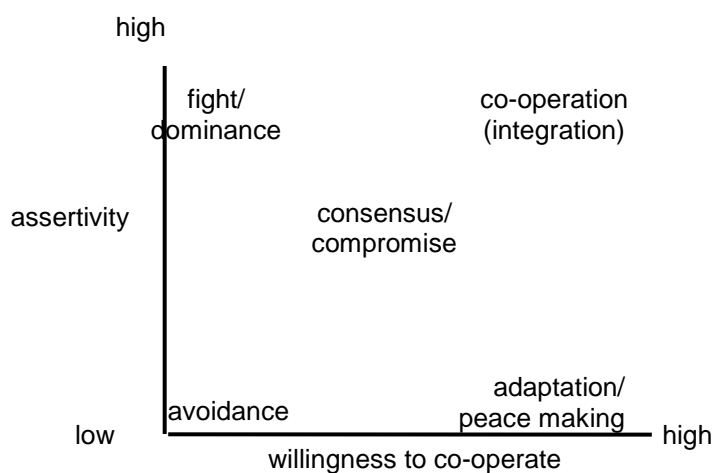 high
fight/
dominance
co-operation
(integration)
assertivity
consensus/
compromise
avoidance
adaptation/
peace making
low
high
willingness to co-operate